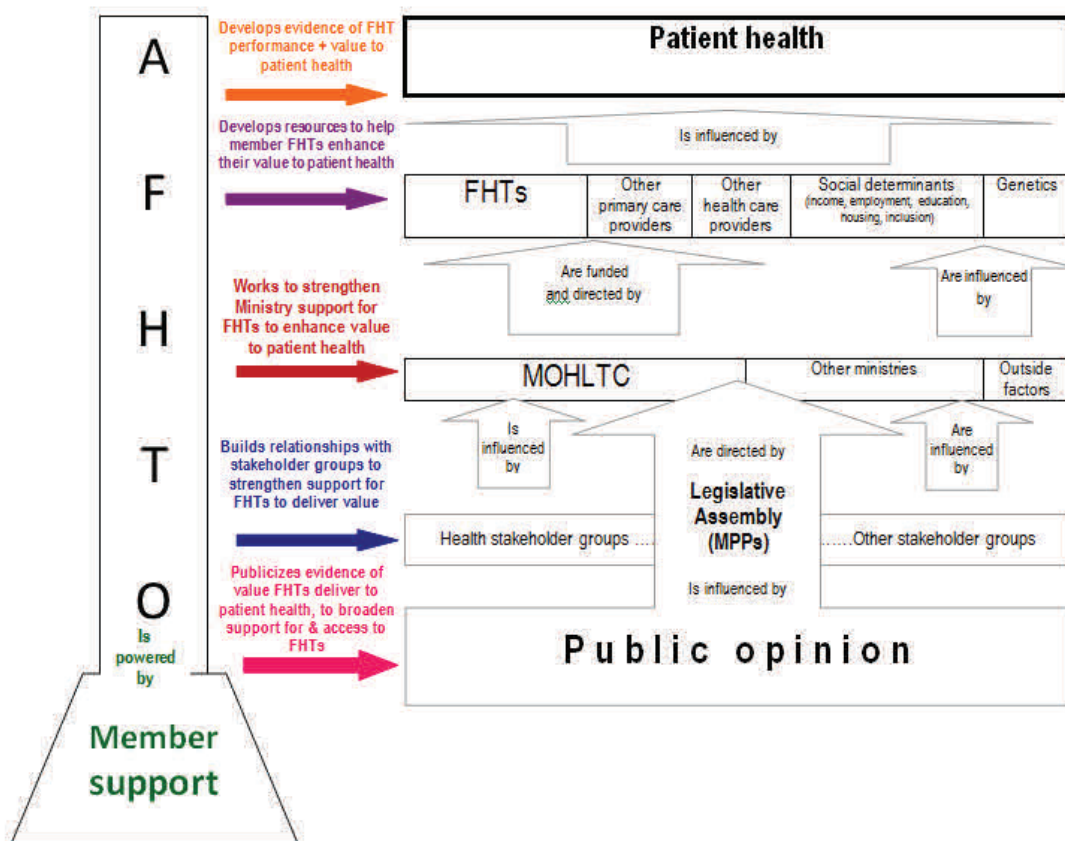 A
F
H
T
O
Is
powered
by
Member
support
Develops evidence of FHT
performance + value to
patient health
Develops resources to help
member FHTs enhance
their value to patient health
Works to strengthen
Ministry support for
FHTs to enhance value
to patient health
Builds relationships with
stakeholder groups to
strengthen support for
FHTs to deliver value
Publicizes evidence of
value FHTs deliver to
patient health, to broaden
support for & access to
FHTs
Patient health
Is influenced by
FHTs
Other
primary care
providers
Other
health care
providers
Social determinants
(income, employment, education,
housing, inclusion)
Genetics
Are funded
and directed by
Are influenced
by
MOHLTC
Other ministries
Outside
factors
Is
influenced
by
Are directed by
Legislative
Assembly
(MPPs)
Are
influenced
by
Health stakeholder groups ....
......Other stakeholder groups
Is influenced by
Public opinion